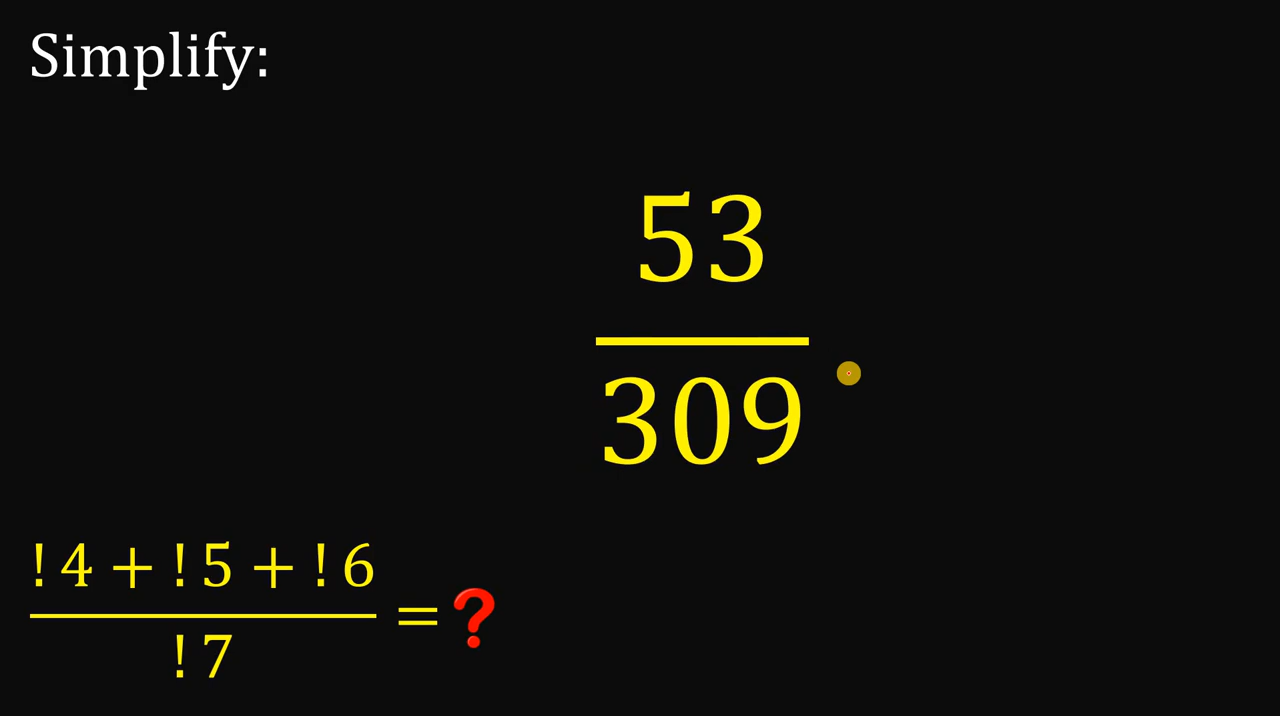 Simplify:
53
309
!4 + !5 + !6
= ❓
!7